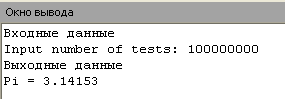 Окно вывода
Входные данные
Input number of tests: 100000000
Выходные данные
Pi = 3.14153